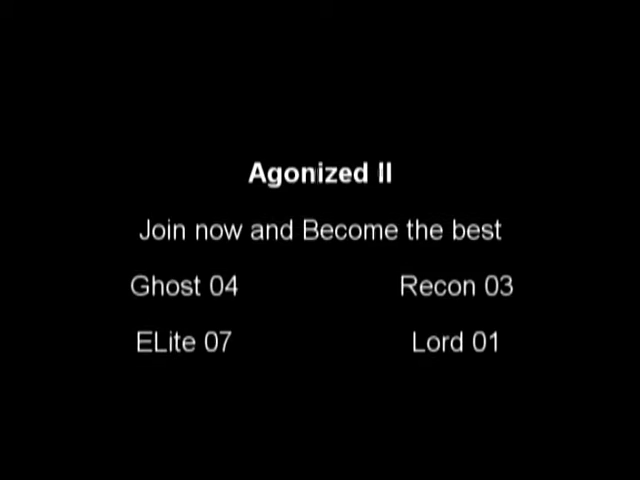 Agonized II
Join now and Become the best
Ghost 04 Recon 03
ELite 07 Lord 01